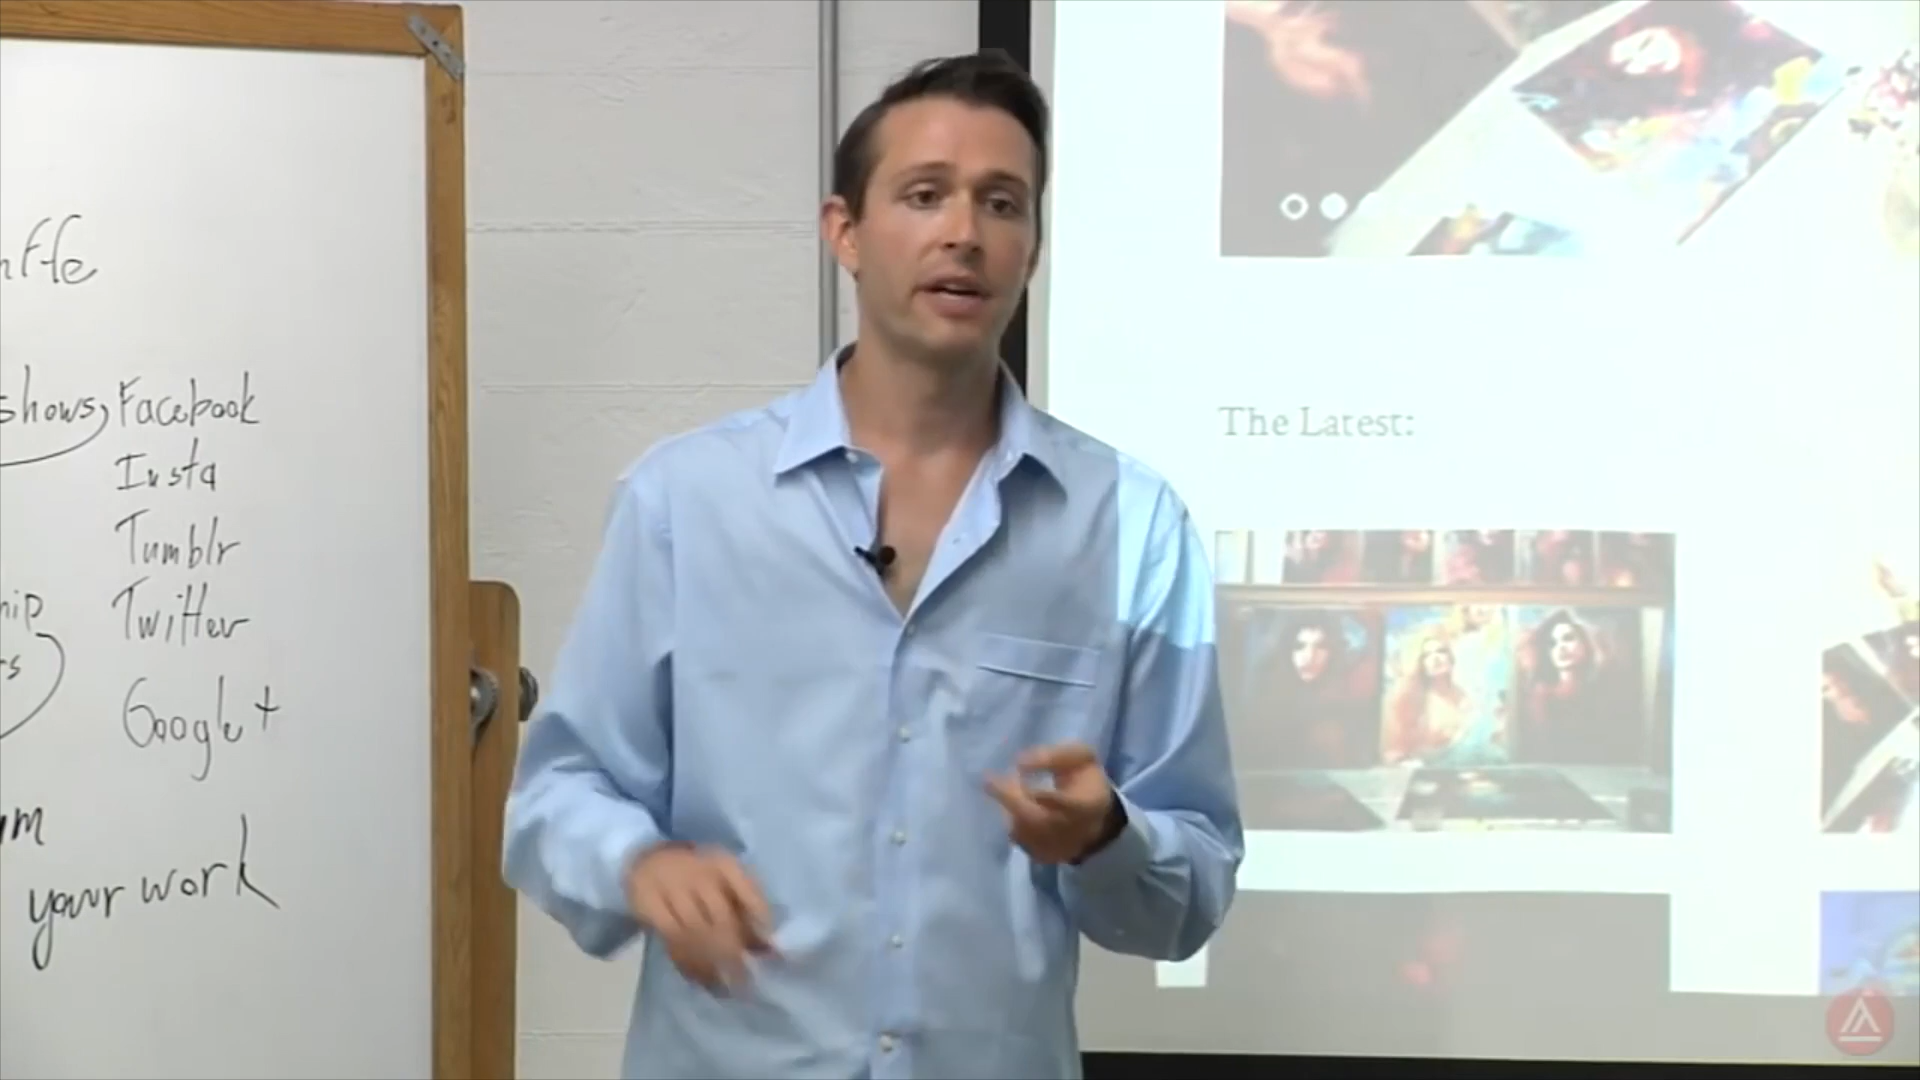 shows, Facebook
Insta
Tumblr
Twitter
Google+
your work
The Latest: